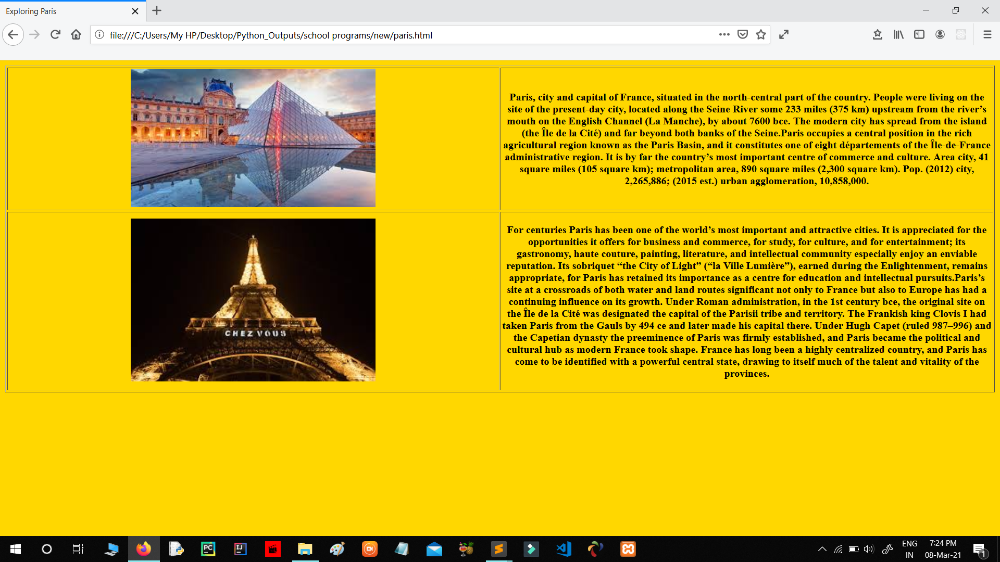 Exploring Paris
file:///C:/Users/My HP/Desktop/Python_Outputs/school programs/new/paris.html
Paris, city and capital of France, situated in the north-central part of the country. People were living on the
site of the present-day city, located along the Seine River some 233 miles (375 km) upstream from the river’s
mouth on the English Channel (La Manche), by about 7600 bce. The modern city has spread from the island
(the Île de la Cité) and far beyond both banks of the Seine.Paris occupies a central position in the rich
agricultural region known as the Paris Basin, and it constitutes one of eight départements of the Île-de-France
administrative region. It is by far the country’s most important centre of commerce and culture. Area city, 41
square miles (105 square km); metropolitan area, 890 square miles (2,300 square km). Pop. (2012) city,
2,265,886; (2015 est.) urban agglomeration, 10,858,000.
CHEZ VOUS
For centuries Paris has been one of the world’s most important and attractive cities. It is appreciated for the
opportunities it offers for business and commerce, for study, for culture, and for entertainment; its
gastronomy, haute couture, painting, literature, and intellectual community especially enjoy an enviable
reputation. Its sobriquet “the City of Light” (“la Ville Lumière”), earned during the Enlightenment, remains
appropriate, for Paris has retained its importance as a centre for education and intellectual pursuits.Paris’s
site at a crossroads of both water and land routes significant not only to France but also to Europe has had a
continuing influence on its growth. Under Roman administration, in the 1st century bce, the original site on
the Île de la Cité was designated the capital of the Parisii tribe and territory. The Frankish king Clovis I had
taken Paris from the Gauls by 494 ce and later made his capital there. Under Hugh Capet (ruled 987–996) and
the Capetian dynasty the preeminence of Paris was firmly established, and Paris became the political and
cultural hub as modern France took shape. France has long been a highly centralized country, and Paris has
come to be identified with a powerful central state, drawing to itself much of the talent and vitality of the
provinces.
PC
IJ
ENG
IN
7:24 PM
08-Mar-21
1